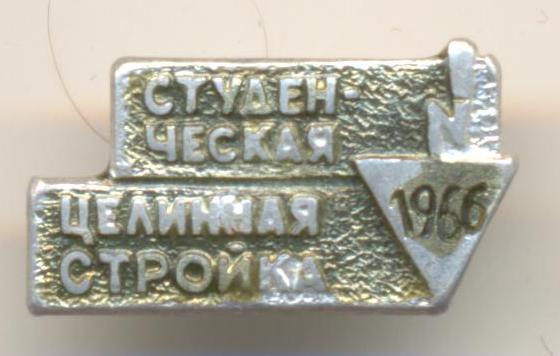 СТУДЕН-
ЧЕСКАЯ
ЦЕЛИННАЯ
СТРОЙКА
1966